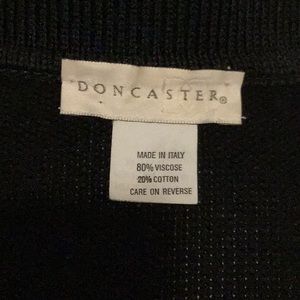 DONCASTER®
MADE IN ITALY
80% VISCOSE
20% COTTON
CARE ON REVERSE